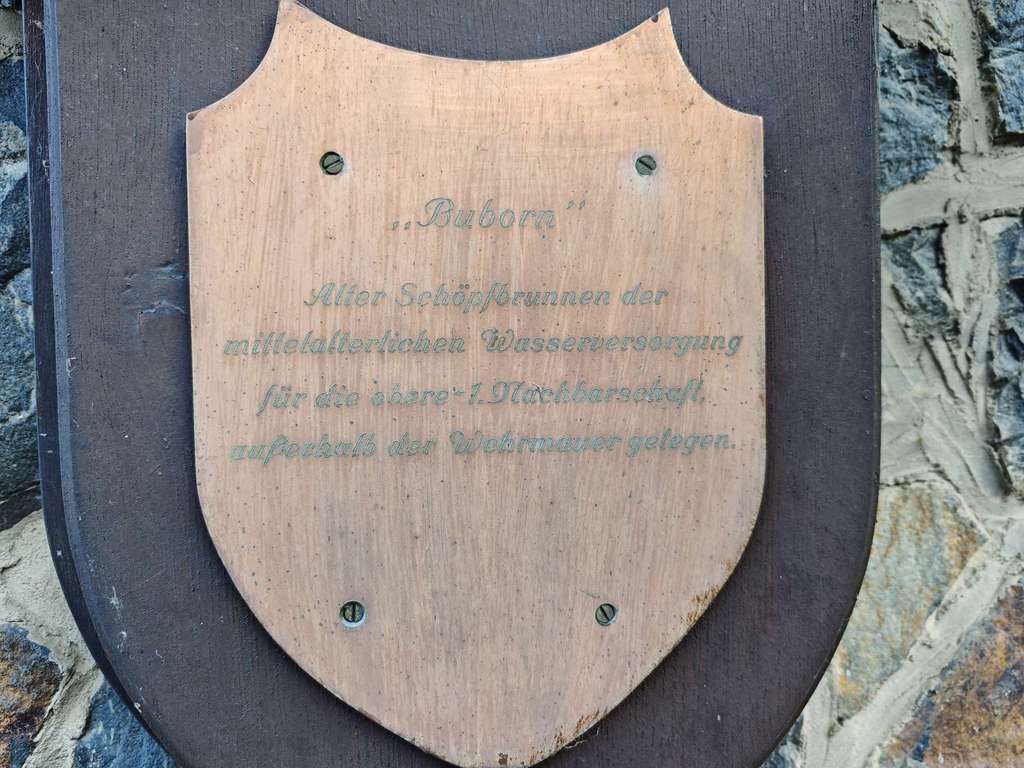 „Buborn”
Alter Schöpfbrunnen der
mittelalterlichen Wasserversorgung
für die obere - 1. Nachbarschaft,
außerhalb der Wehrmauer gelegen.